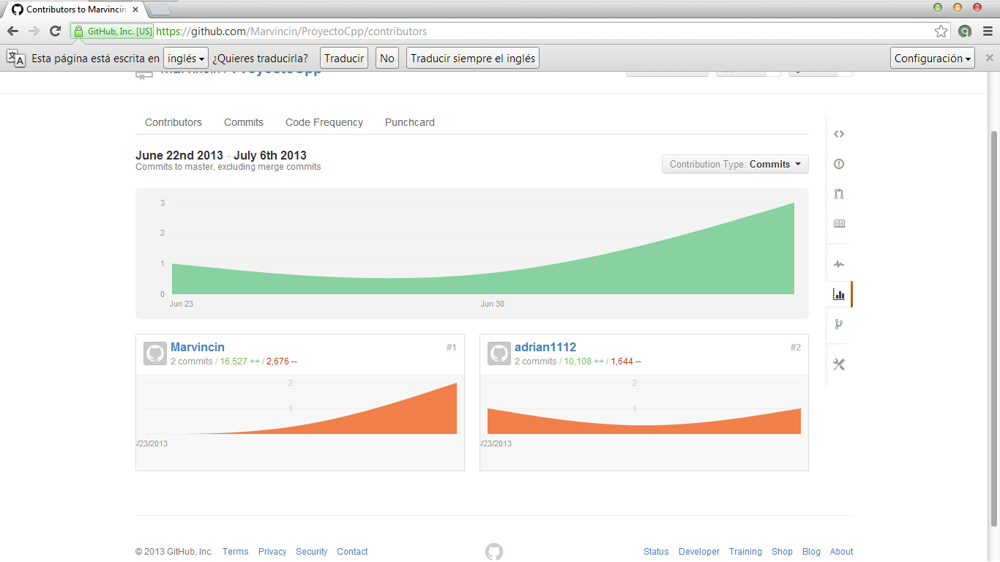 Contributors to Marvincin
GitHub, Inc. [US] https://github.com/Marvincin/ProyectoCpp/contributors
Esta página está escrita en inglés ¿Quieres traducirla? Traducir No Traducir siempre el inglés Configuración
Marvincin / ProyectoCpp
Contributors Commits Code Frequency Punchcard
June 22nd 2013 - July 6th 2013
Commits to master, excluding merge commits
Contribution Type: Commits
3
2
1
0
Jun 23 Jun 30
Marvincin #1
2 commits / 16,527 ++ / 2,676 --
2
1
/23/2013
adrian1112 #2
2 commits / 10,108 ++ / 1,644 --
2
1
/23/2013
© 2013 GitHub, Inc. Terms Privacy Security Contact
Status Developer Training Shop Blog About